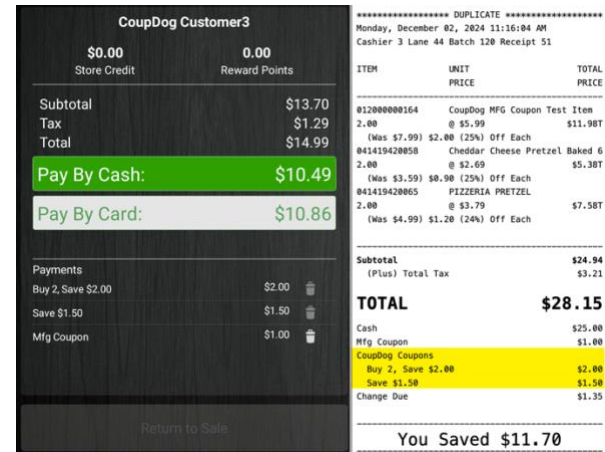 CoupDog Customer3
$0.00 0.00
Store Credit Reward Points
Subtotal $13.70
Tax $1.29
Total $14.99
Pay By Cash: $10.49
Pay By Card: $10.86
Payments
Buy 2, Save $2.00 $2.00
Save $1.50 $1.50
Mfg Coupon $1.00
Return to Sale
******************* DUPLICATE ********************
Monday, December 02, 2024 11:16:04 AM
Cashier 3 Lane 44 Batch 120 Receipt 51
ITEM UNIT TOTAL
PRICE PRICE
012000000164 CoupDog MFG Coupon Test Item
2.00 @ $5.99 $11.98T
(Was $7.99) $2.00 (25%) Off Each
041419420058 Cheddar Cheese Pretzel Baked 6
2.00 @ $2.69 $5.38T
(Was $3.59) $0.90 (25%) Off Each
041419420065 PIZZERIA PRETZEL
2.00 @ $3.79 $7.58T
(Was $4.99) $1.20 (24%) Off Each
Subtotal $24.94
(Plus) Total Tax $3.21
TOTAL $28.15
Cash $25.00
Mfg Coupon $1.00
CoupDog Coupons
Buy 2, Save $2.00 $2.00
Save $1.50 $1.50
Change Due $1.35
You Saved $11.70